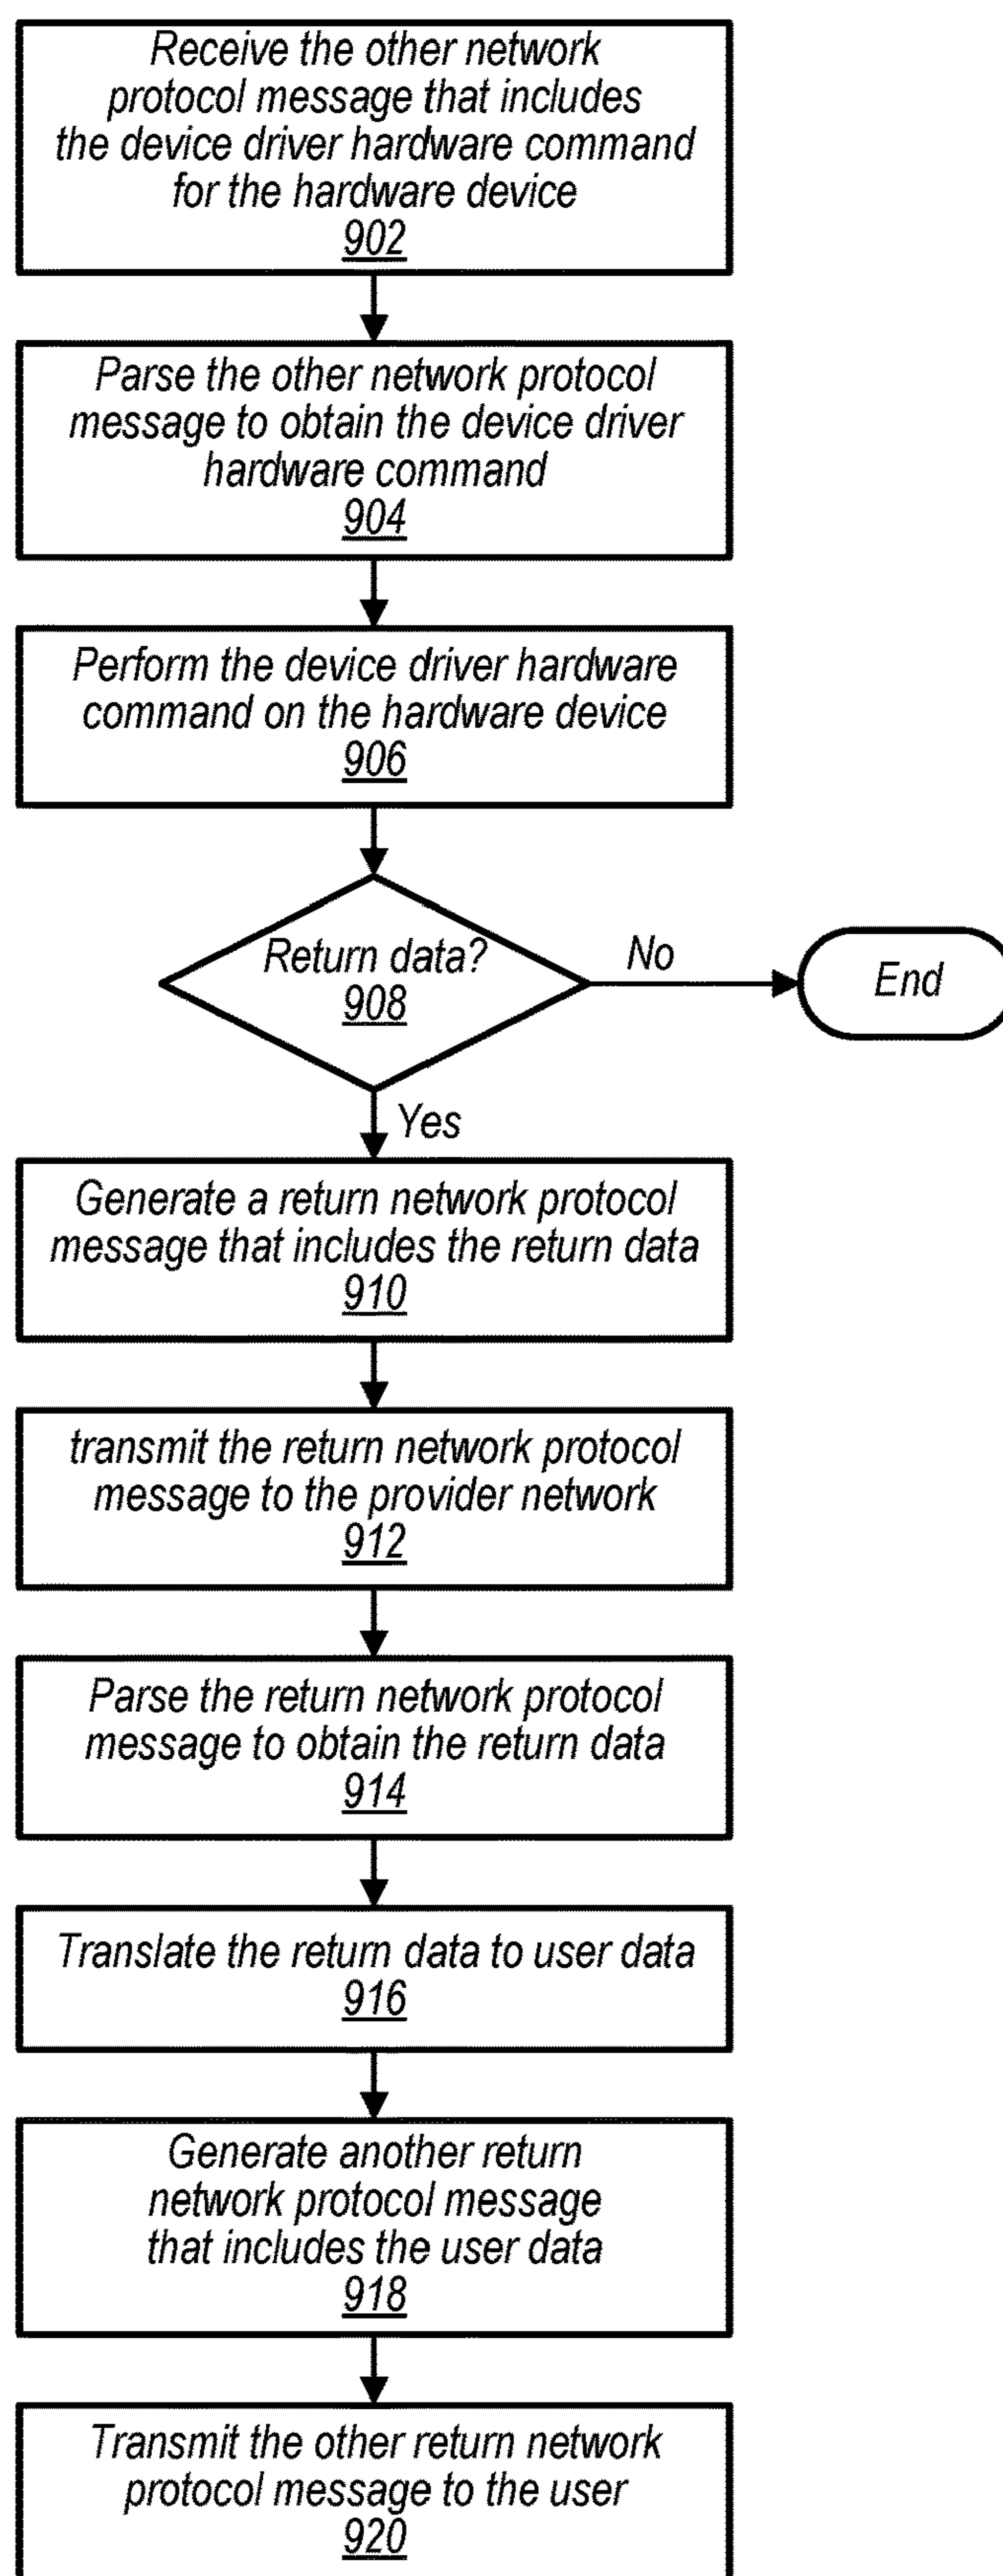 Receive the other network
protocol message that includes
the device driver hardware command
for the hardware device
902
Parse the other network protocol
message to obtain the device driver
hardware command
904
Perform the device driver hardware
command on the hardware device
906
Return data?
908
No
End
Yes
Generate a return network protocol
message that includes the return data
910
transmit the return network protocol
message to the provider network
912
Parse the return network protocol
message to obtain the return data
914
Translate the return data to user data
916
Generate another return
network protocol message
that includes the user data
918
Transmit the other return network
protocol message to the user
920